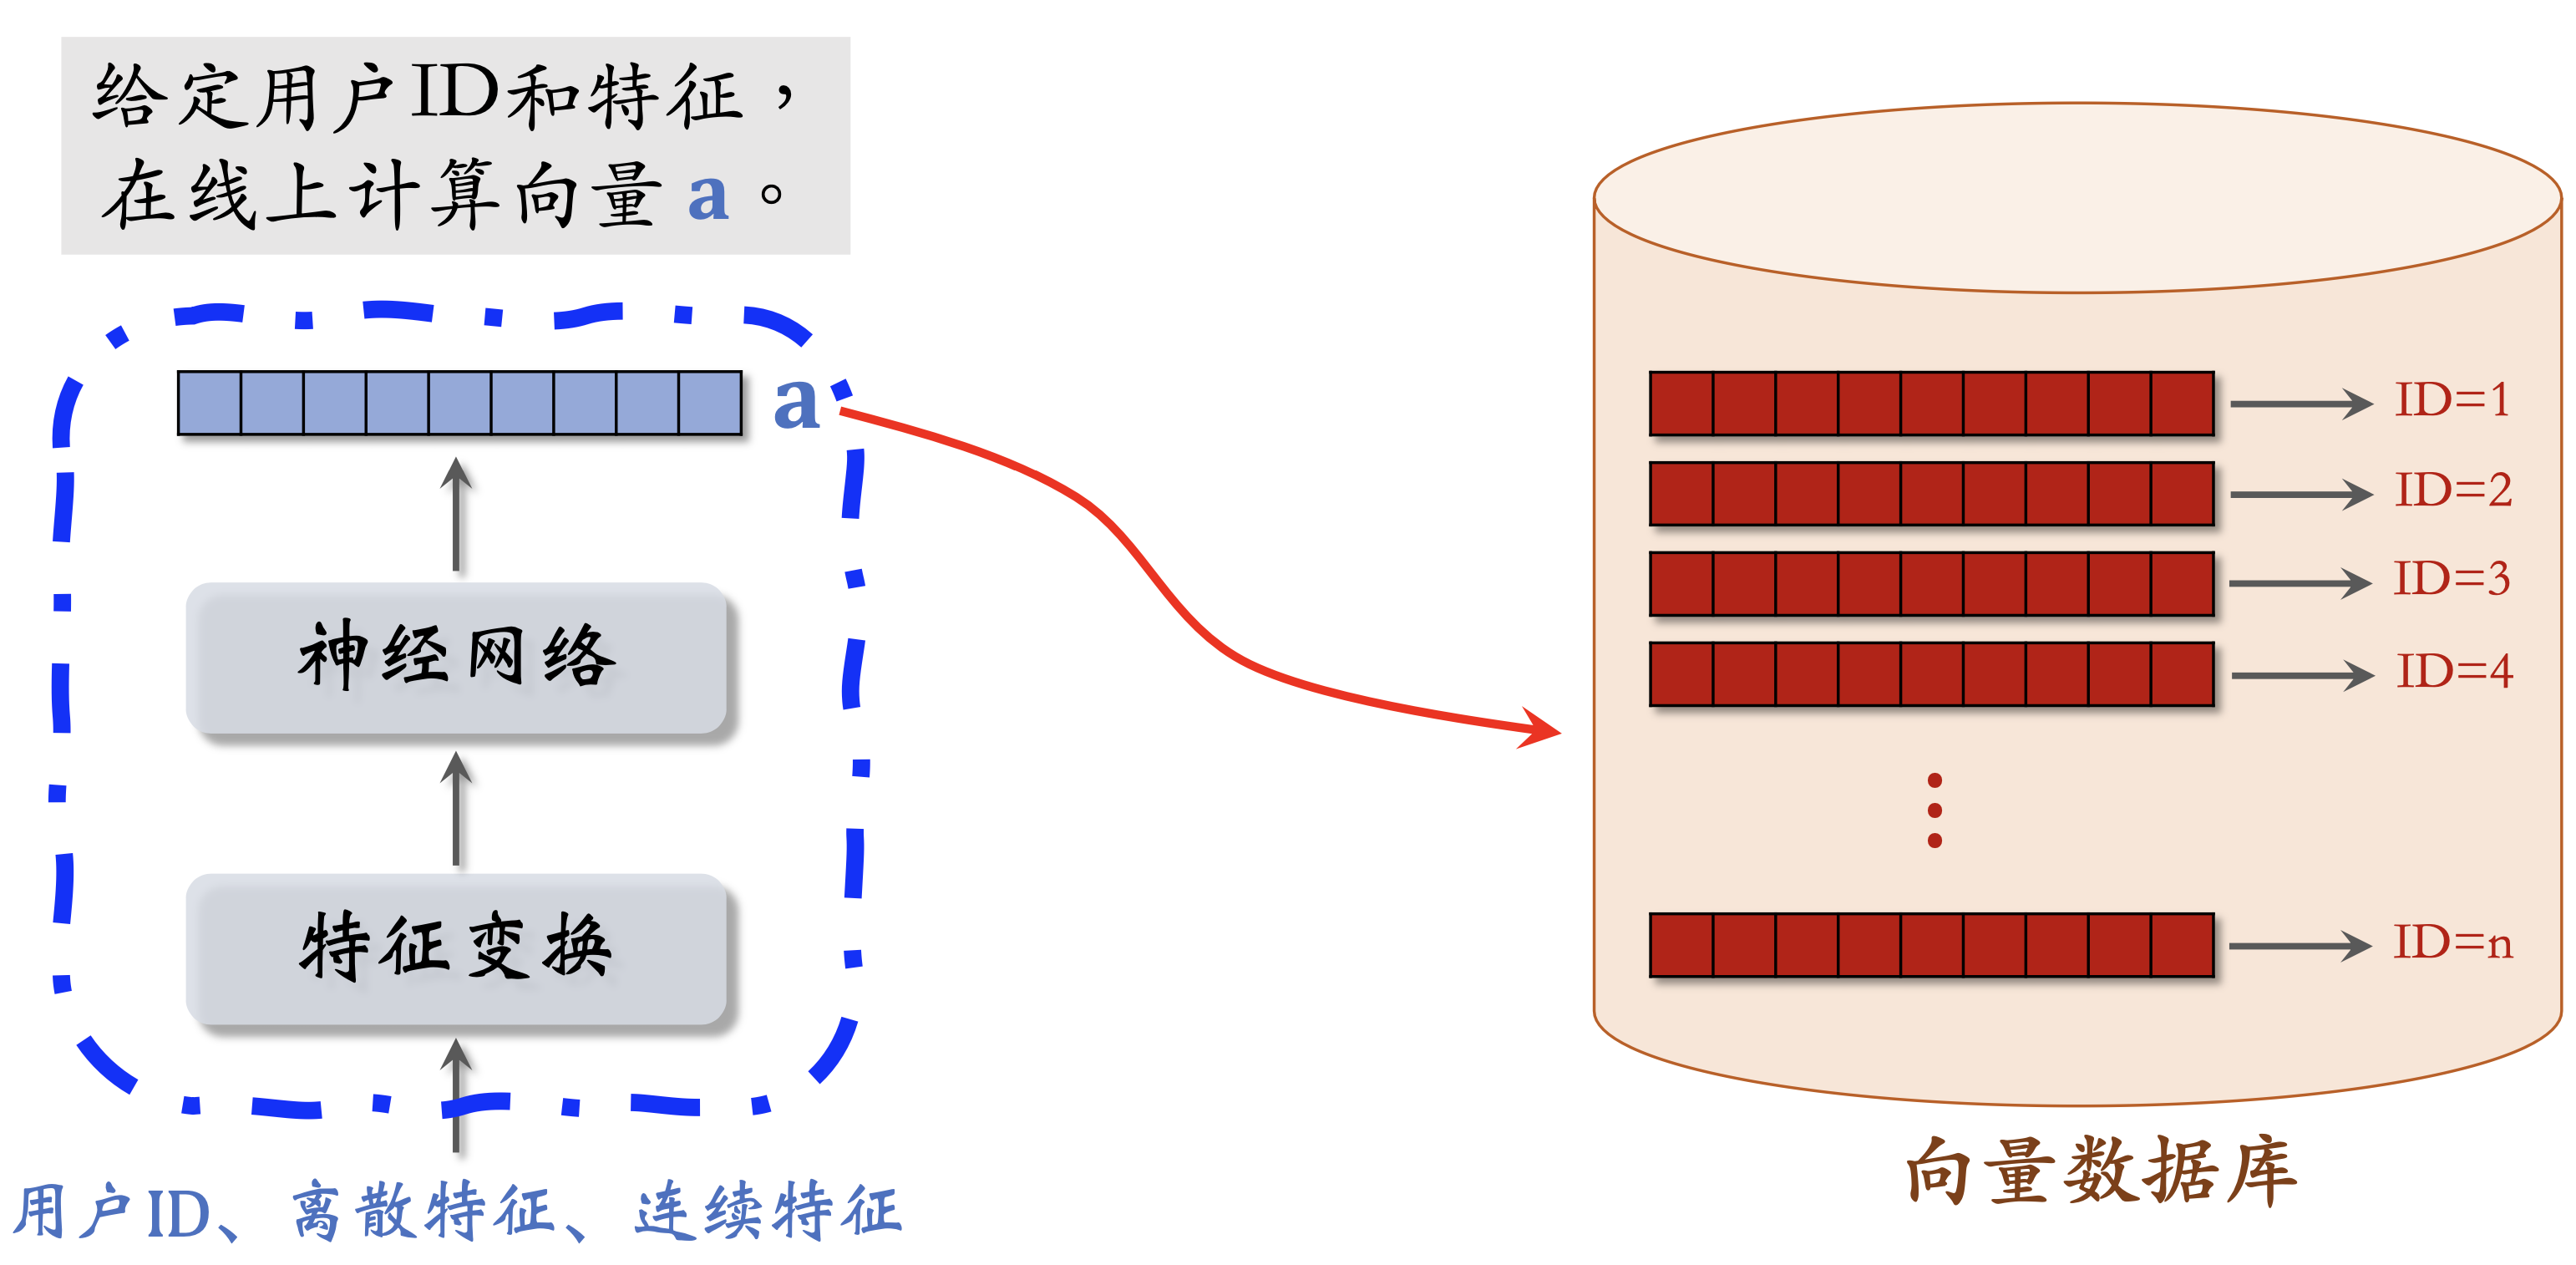 给定用户ID和特征，
在线上计算向量 a。
a
神经网络
特征变换
用户ID、离散特征、连续特征
ID=1
ID=2
ID=3
ID=4
ID=n
向量数据库